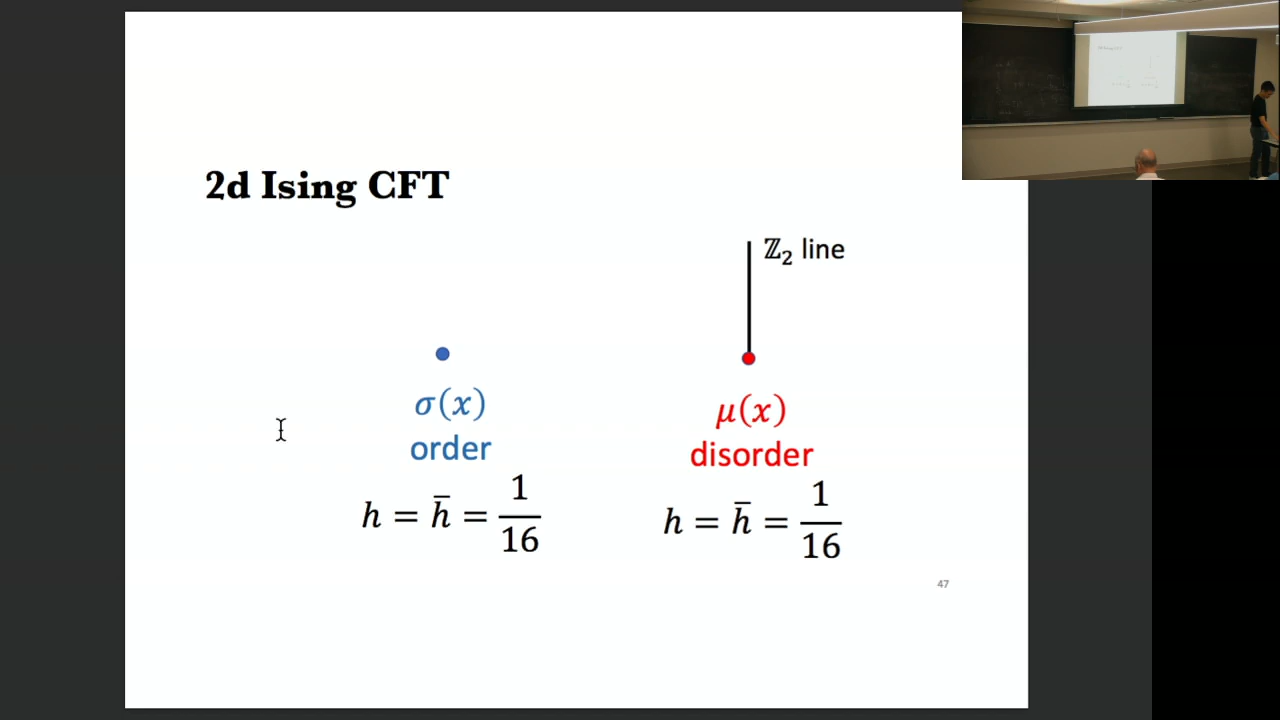 2d Ising CFT
ℤ₂ line
σ(x)
order
h = h̄ = 1/16
μ(x)
disorder
h = h̄ = 1/16
47